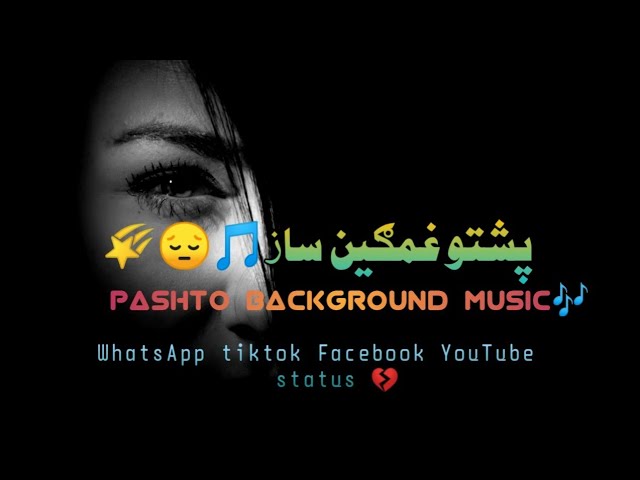 پشتو غمګین ساز🎵😔🌠
PASHTO BACKGROUND MUSIC🎶
WhatsApp tiktok Facebook YouTube
status 💔